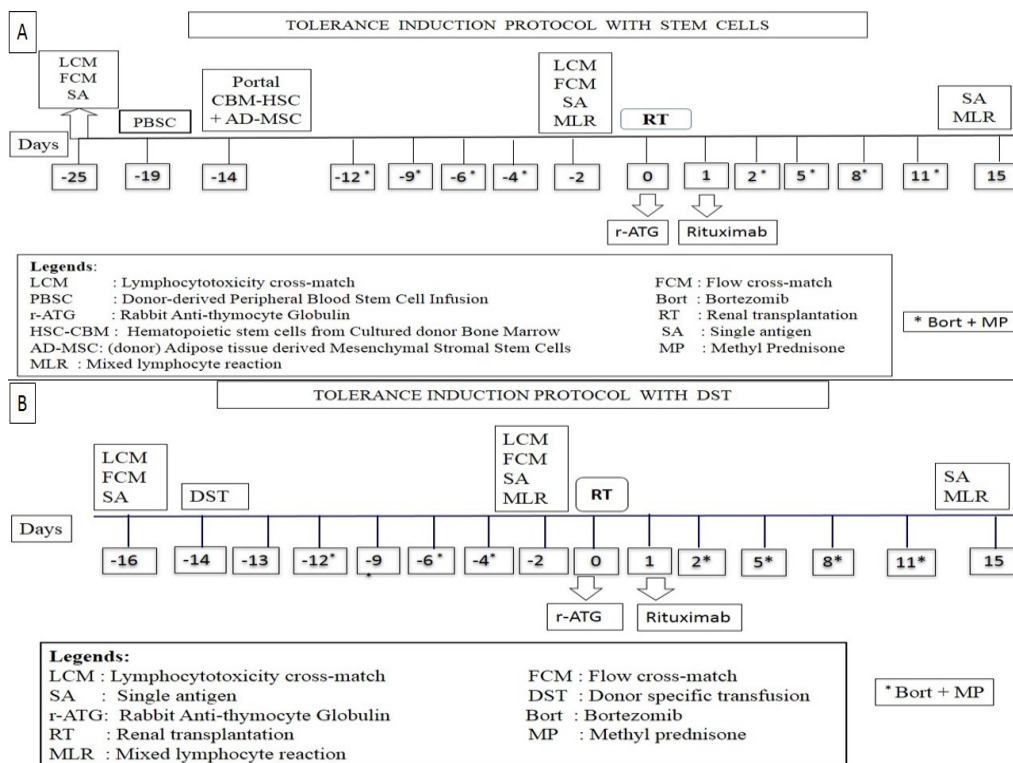 A
TOLERANCE INDUCTION PROTOCOL WITH STEM CELLS
LCM
FCM
SA
PBSC
Portal
CBM-HSC
+ AD-MSC
LCM
FCM
SA
MLR
RT
SA
MLR
Days
-25 -19 -14 -12* -9* -6* -4* -2 0 1 2* 5* 8* 11* 15
r-ATG Rituximab
Legends:
LCM : Lymphocytotoxicity cross-match FCM : Flow cross-match
PBSC : Donor-derived Peripheral Blood Stem Cell Infusion Bort : Bortezomib
r-ATG : Rabbit Anti-thymocyte Globulin RT : Renal transplantation
HSC-CBM : Hematopoietic stem cells from Cultured donor Bone Marrow SA : Single antigen
AD-MSC: (donor) Adipose tissue derived Mesenchymal Stromal Stem Cells MP : Methyl Prednisone
MLR : Mixed lymphocyte reaction
* Bort + MP
B
TOLERANCE INDUCTION PROTOCOL WITH DST
LCM
FCM
SA
DST
LCM
FCM
SA
MLR
RT
SA
MLR
Days
-16 -14 -13 -12* -9* -6* -4* -2 0 1 2* 5* 8* 11* 15
r-ATG Rituximab
Legends:
LCM : Lymphocytotoxicity cross-match FCM : Flow cross-match
SA : Single antigen DST : Donor specific transfusion
r-ATG: Rabbit Anti-thymocyte Globulin Bort : Bortezomib
RT : Renal transplantation MP : Methyl prednisone
MLR : Mixed lymphocyte reaction
* Bort + MP